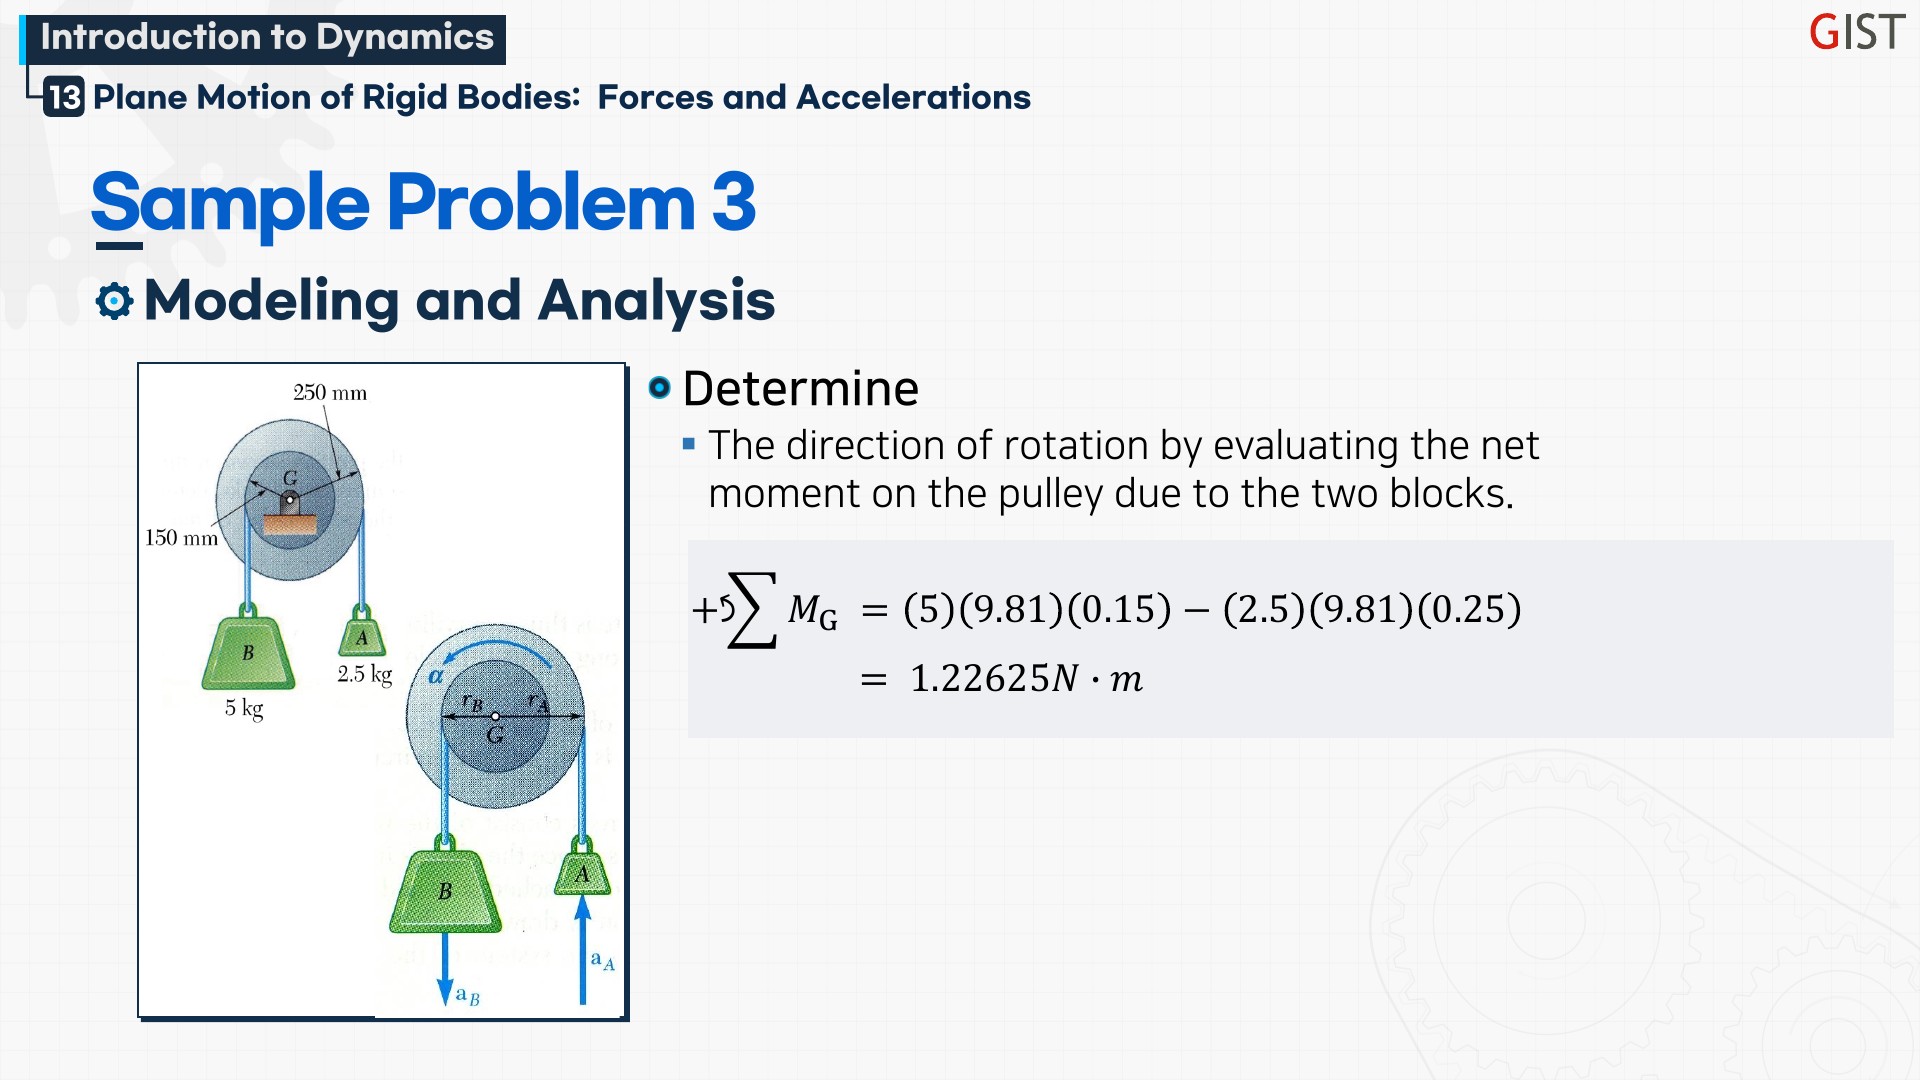 Introduction to Dynamics
GIST
13 Plane Motion of Rigid Bodies: Forces and Accelerations
Sample Problem 3
Modeling and Analysis
250 mm
G
150 mm
B
A
2.5 kg
5 kg
α
r_B
r_A
G
B
A
a_A
a_B
Determine
The direction of rotation by evaluating the net
moment on the pulley due to the two blocks.
+↺∑ M_G = (5)(9.81)(0.15) − (2.5)(9.81)(0.25)
= 1.22625N · m